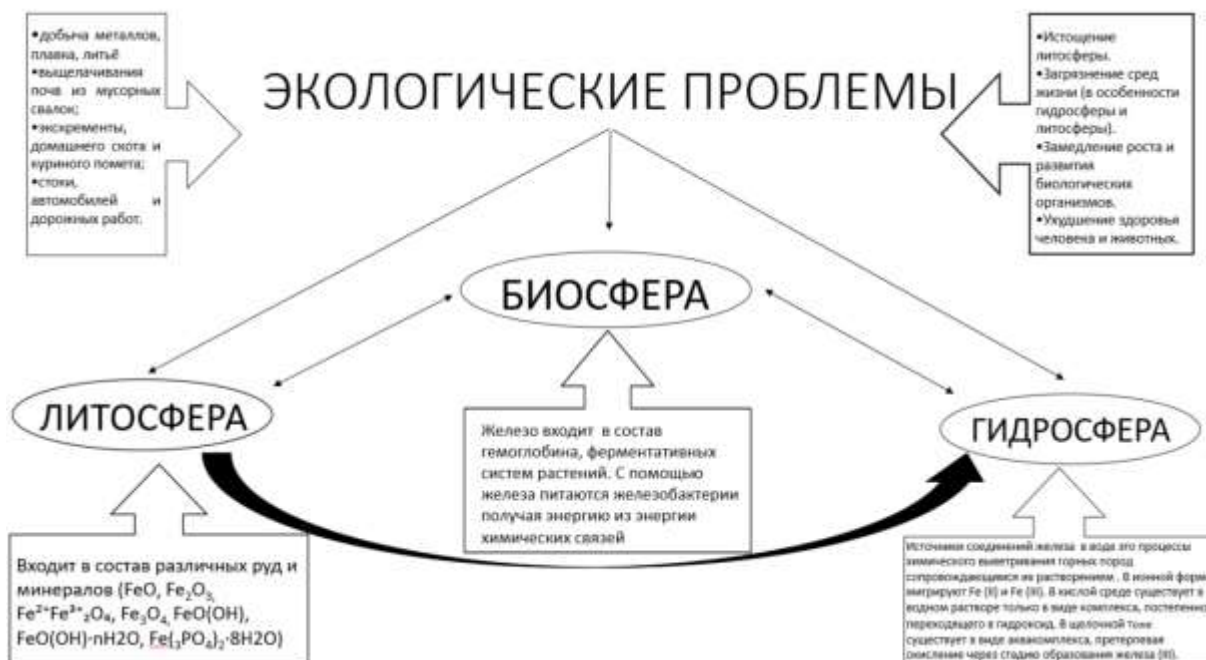 •добыча металлов,
плавка, литьё
•выщелачивания
почв из мусорных
свалок;
•экскременты,
домашнего скота и
куриного помета;
•стоки,
автомобилей и
дорожных работ.
ЭКОЛОГИЧЕСКИЕ ПРОБЛЕМЫ
•Истощение
литосферы.
•Загрязнение сред
жизни (в особенности
гидросферы и
литосферы).
•Замедление роста и
развития
биологических
организмов.
•Ухудшение здоровья
человека и животных.
БИОСФЕРА
ЛИТОСФЕРА
ГИДРОСФЕРА
Железо входит в состав
гемоглобина, ферментативных
систем растений. С помощью
железа питаются железобактерии
получая энергию из энергии
химических связей
Входит в состав различных руд и
минералов (FeO, Fe₂O₃,
Fe²⁺Fe³⁺₂O₄, Fe₃O₄, FeO(OH),
FeO(OH)·nH2O, Fe(₃PO₄)₂·8H2O)
Источники соединений железа в воде это процессы
химического выветривания горных пород
сопровождающимся их растворением . В ионной форме
мигрируют Fe (II) и Fe (III). В кислой среде существует в
водном растворе только в виде комплекса, постепенно
переходящего в гидроксид. В щелочной тоже
существует в виде аквакомплекса, претерпевая
окисление через стадию образования железа (III).